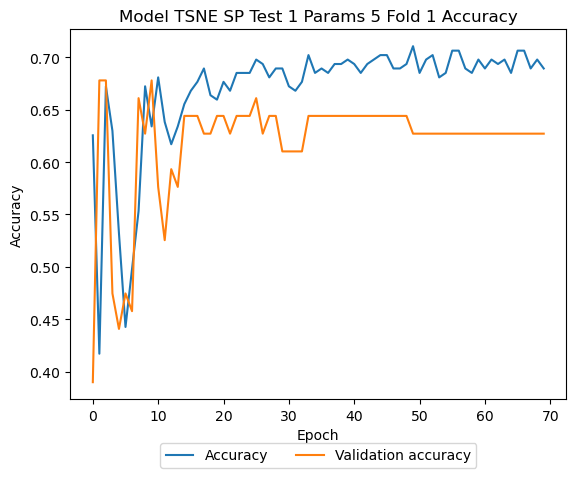 Model TSNE SP Test 1 Params 5 Fold 1 Accuracy
Accuracy
0.70
0.65
0.60
0.55
0.50
0.45
0.40
0 10 20 30 40 50 60 70
Epoch
Accuracy Validation accuracy